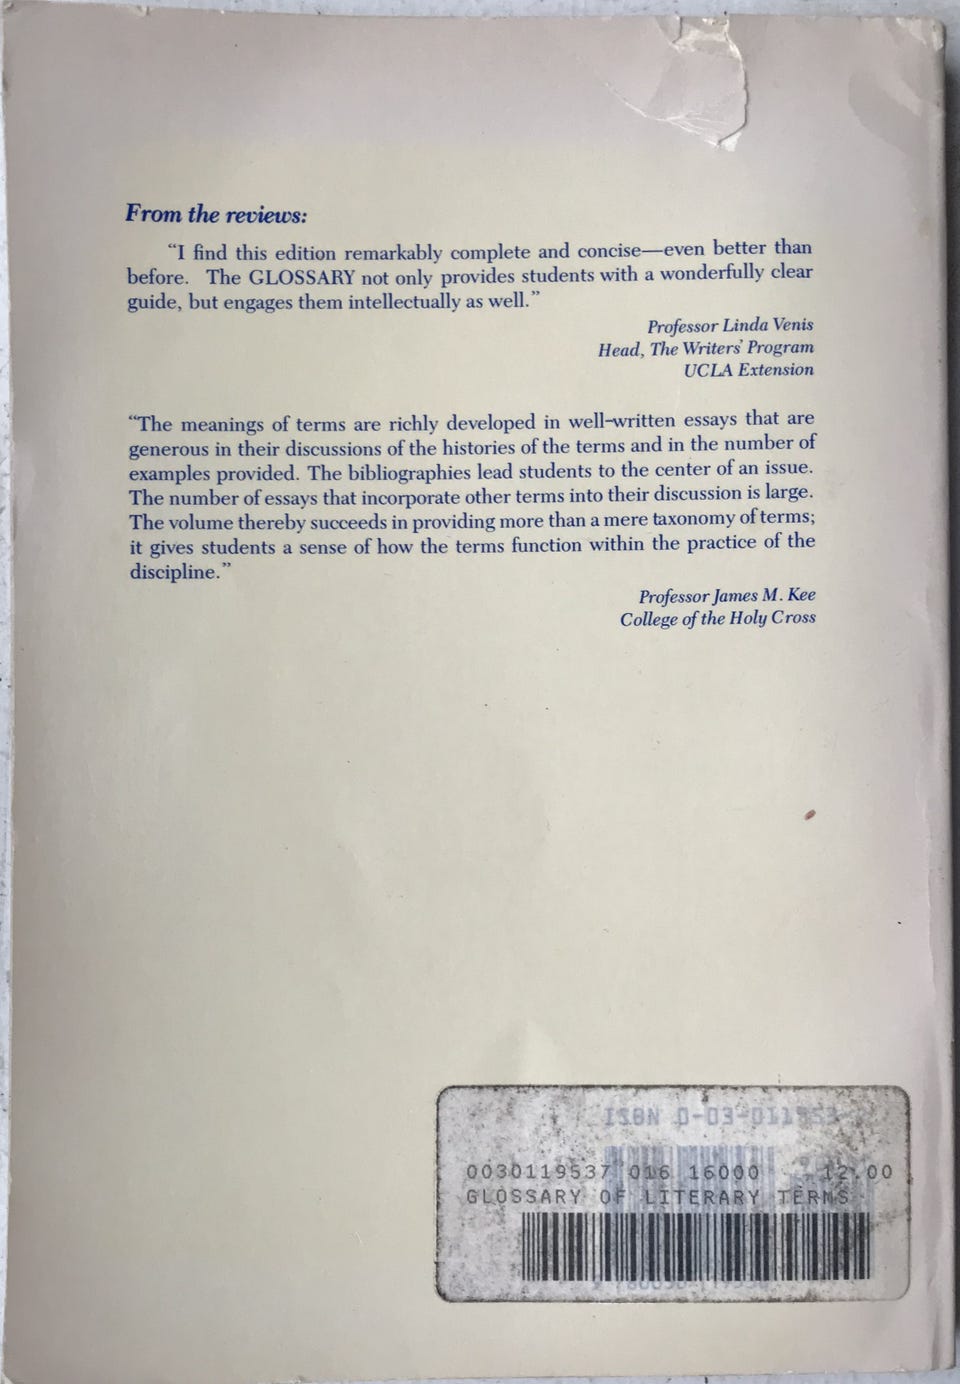 From the reviews:
“I find this edition remarkably complete and concise—even better than
before. The GLOSSARY not only provides students with a wonderfully clear
guide, but engages them intellectually as well.”
Professor Linda Venis
Head, The Writers' Program
UCLA Extension
“The meanings of terms are richly developed in well-written essays that are
generous in their discussions of the histories of the terms and in the number of
examples provided. The bibliographies lead students to the center of an issue.
The number of essays that incorporate other terms into their discussion is large.
The volume thereby succeeds in providing more than a mere taxonomy of terms;
it gives students a sense of how the terms function within the practice of the
discipline.”
Professor James M. Kee
College of the Holy Cross
ISBN 0-03-011953-
0030119537 016 16000 12.00
GLOSSARY OF LITERARY TERMS